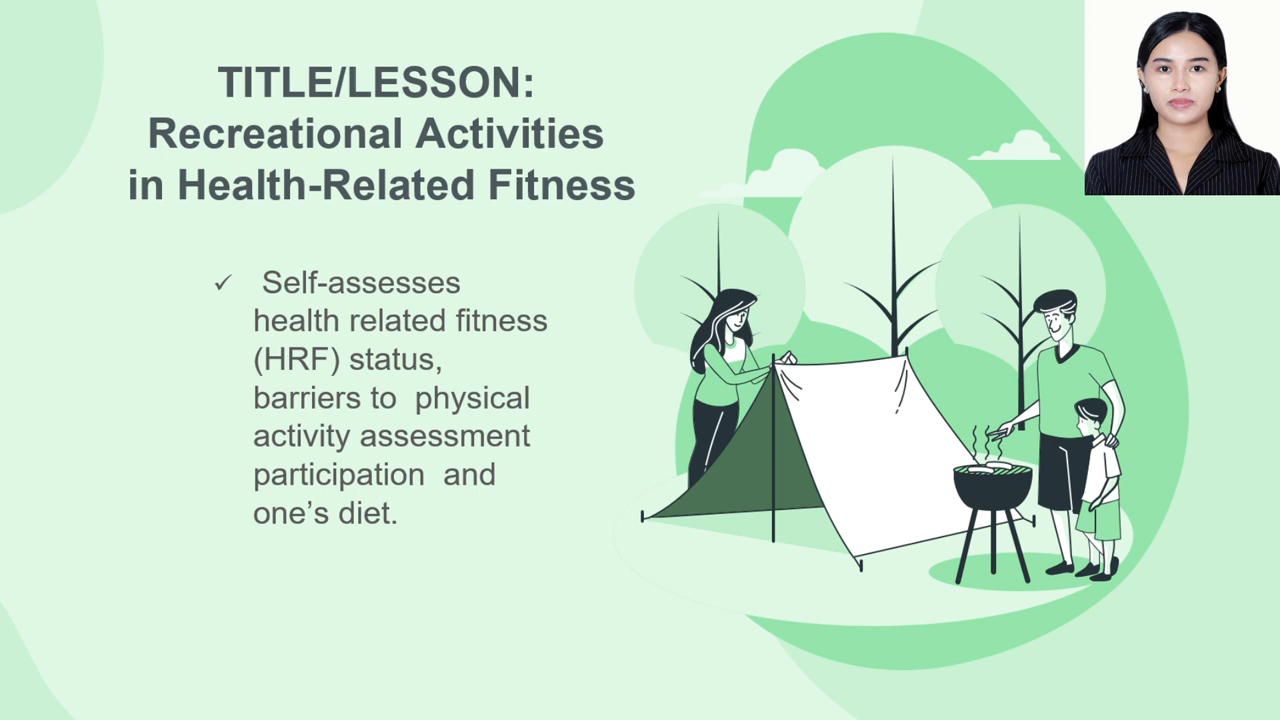 TITLE/LESSON:
Recreational Activities
in Health-Related Fitness
✓ Self-assesses
health related fitness
(HRF) status,
barriers to  physical
activity assessment
participation  and
one’s diet.